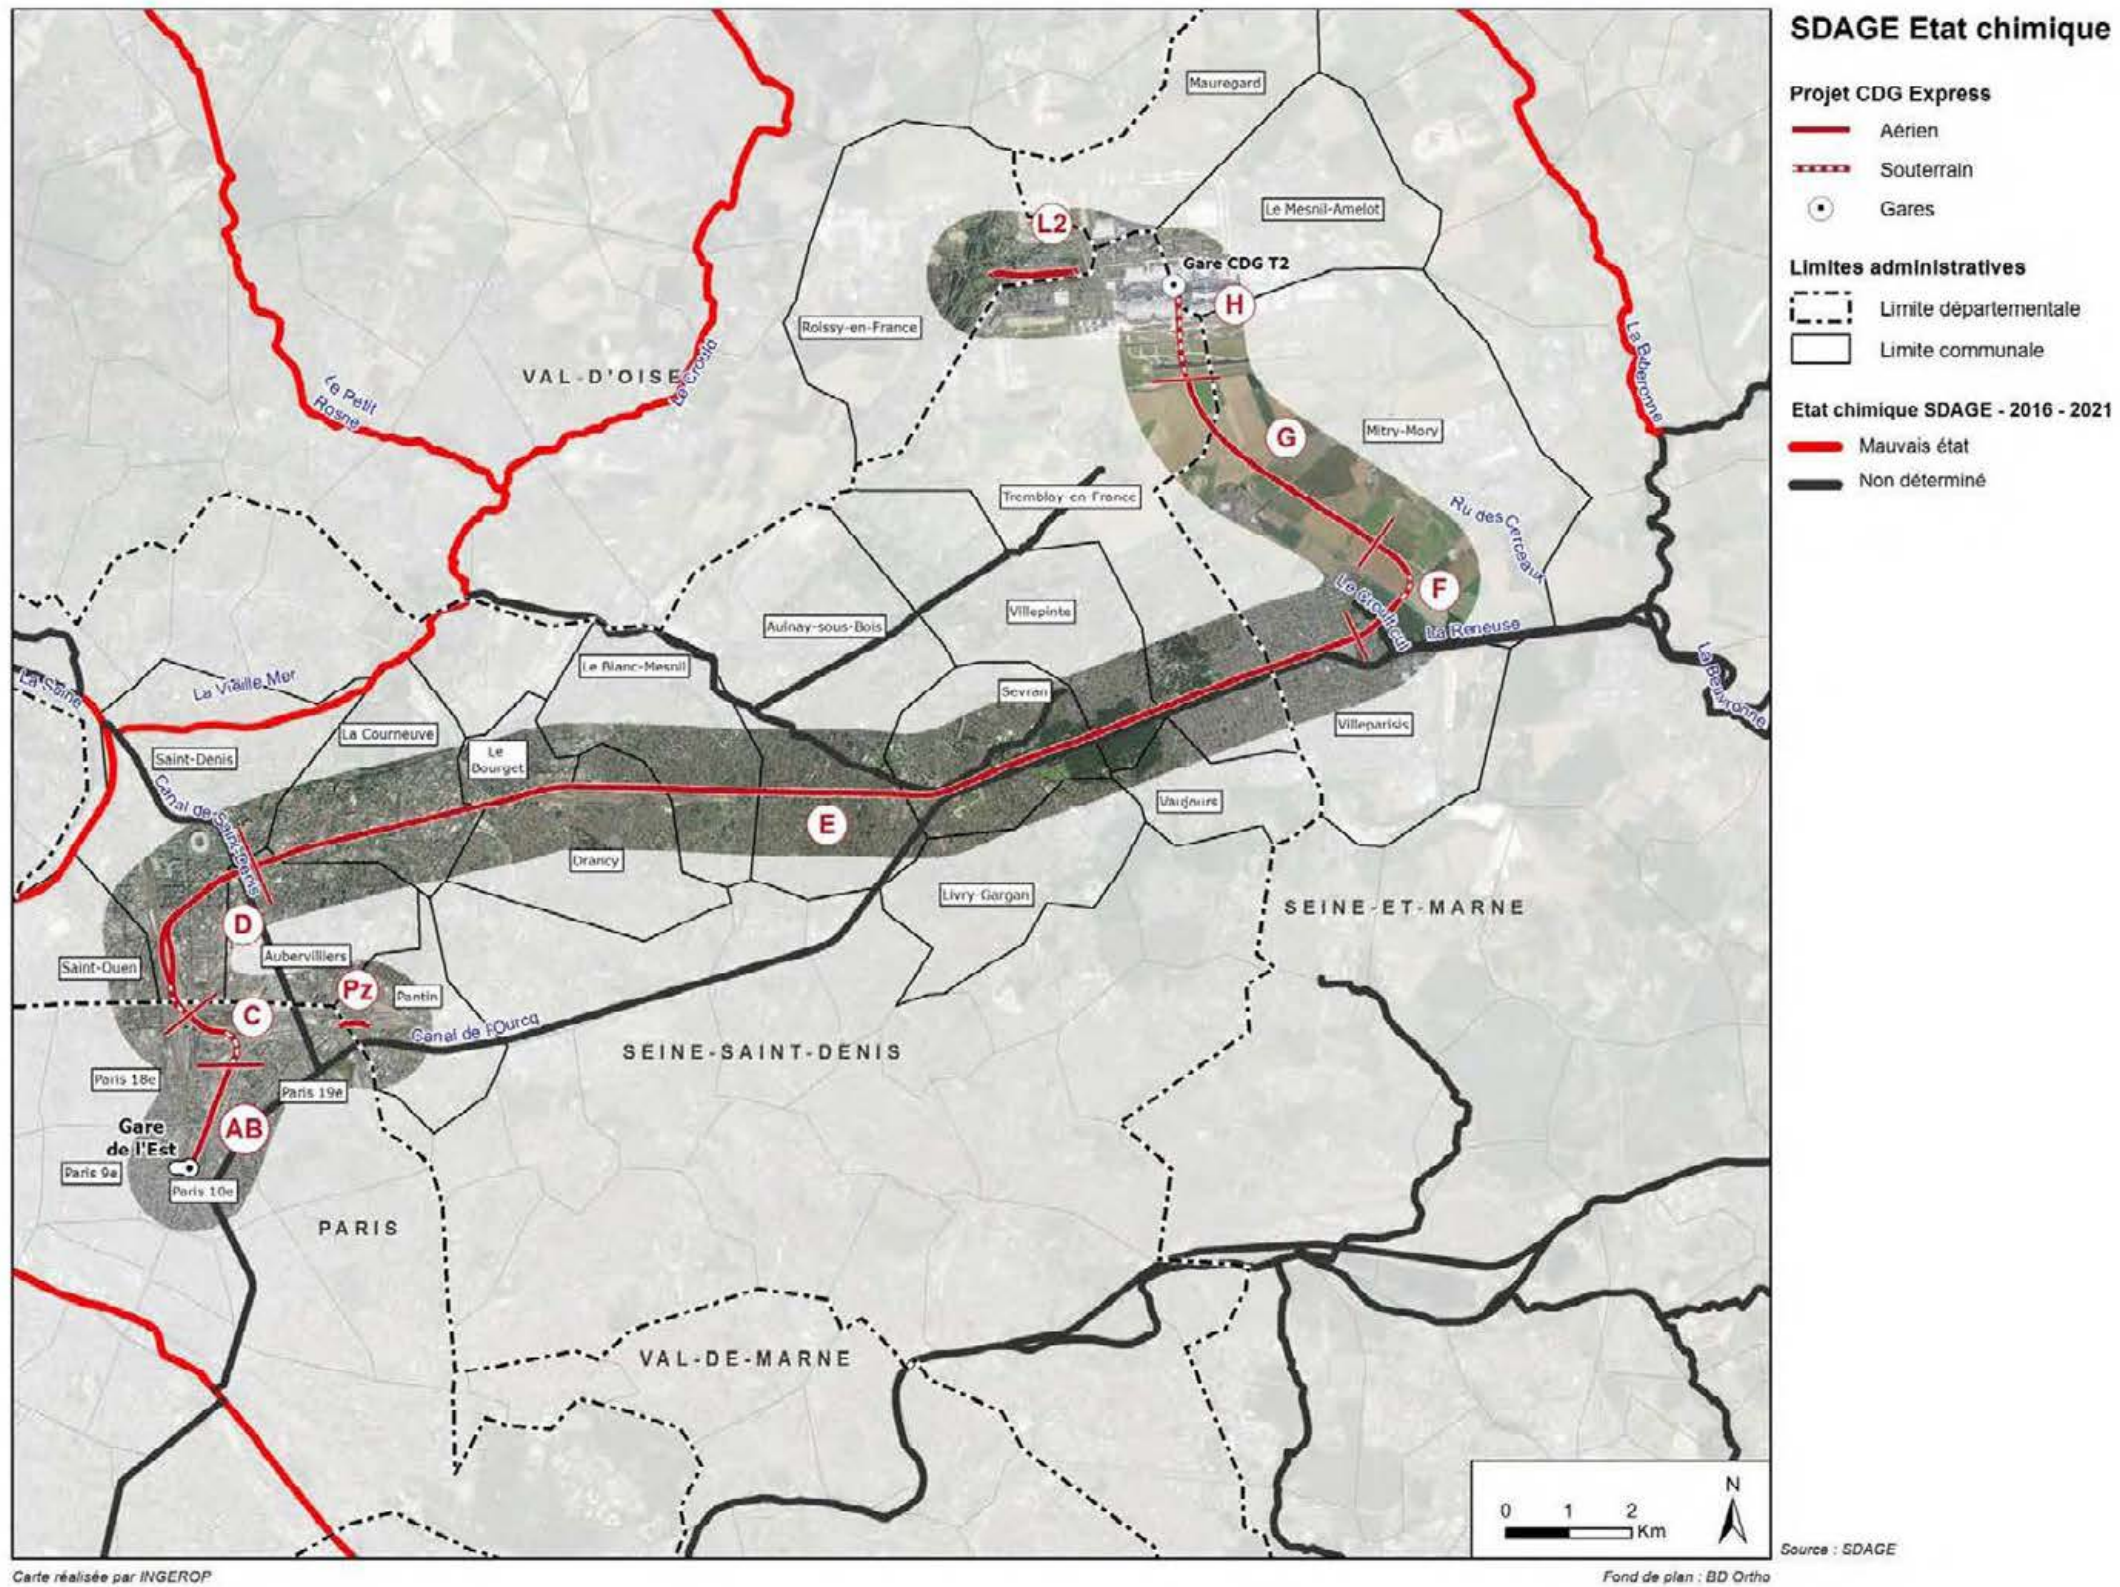 SDAGE Etat chimique
Projet CDG Express
Aérien
Souterrain
Gares
Limites administratives
Limite départementale
Limite communale
Etat chimique SDAGE - 2016 - 2021
Mauvais état
Non déterminé
Mauregard
Le Mesnil-Amelot
L2
Gare CDG T2
H
Roissy-en-France
La Biberonne
VAL-D'OISE
Le Crould
Le Petit
Rosne
G
Mitry-Mory
Tremblay-en-France
Ru des Cerceaux
F
Le Croult cut
Villepinte
Aulnay-sous-Bois
La Reneuse
Le Blanc-Mesnil
La Beuvronne
La Vieille Mer
La Seine
Sevran
Villeparisis
La Courneuve
Saint-Denis
Le
Bourget
Canal de Saint-Denis
Vaujours
E
Drancy
Livry-Gargan
SEINE-ET-MARNE
D
Aubervilliers
Saint-Ouen
Pz
Pantin
C
Canal de l'Ourcq
SEINE-SAINT-DENIS
Paris 18e
Paris 19e
Gare
de l'Est
AB
Paris 9e
Paris 10e
PARIS
VAL-DE-MARNE
N
0 1 2
Km
Source : SDAGE
Carte réalisée par INGEROP
Fond de plan : BD Ortho